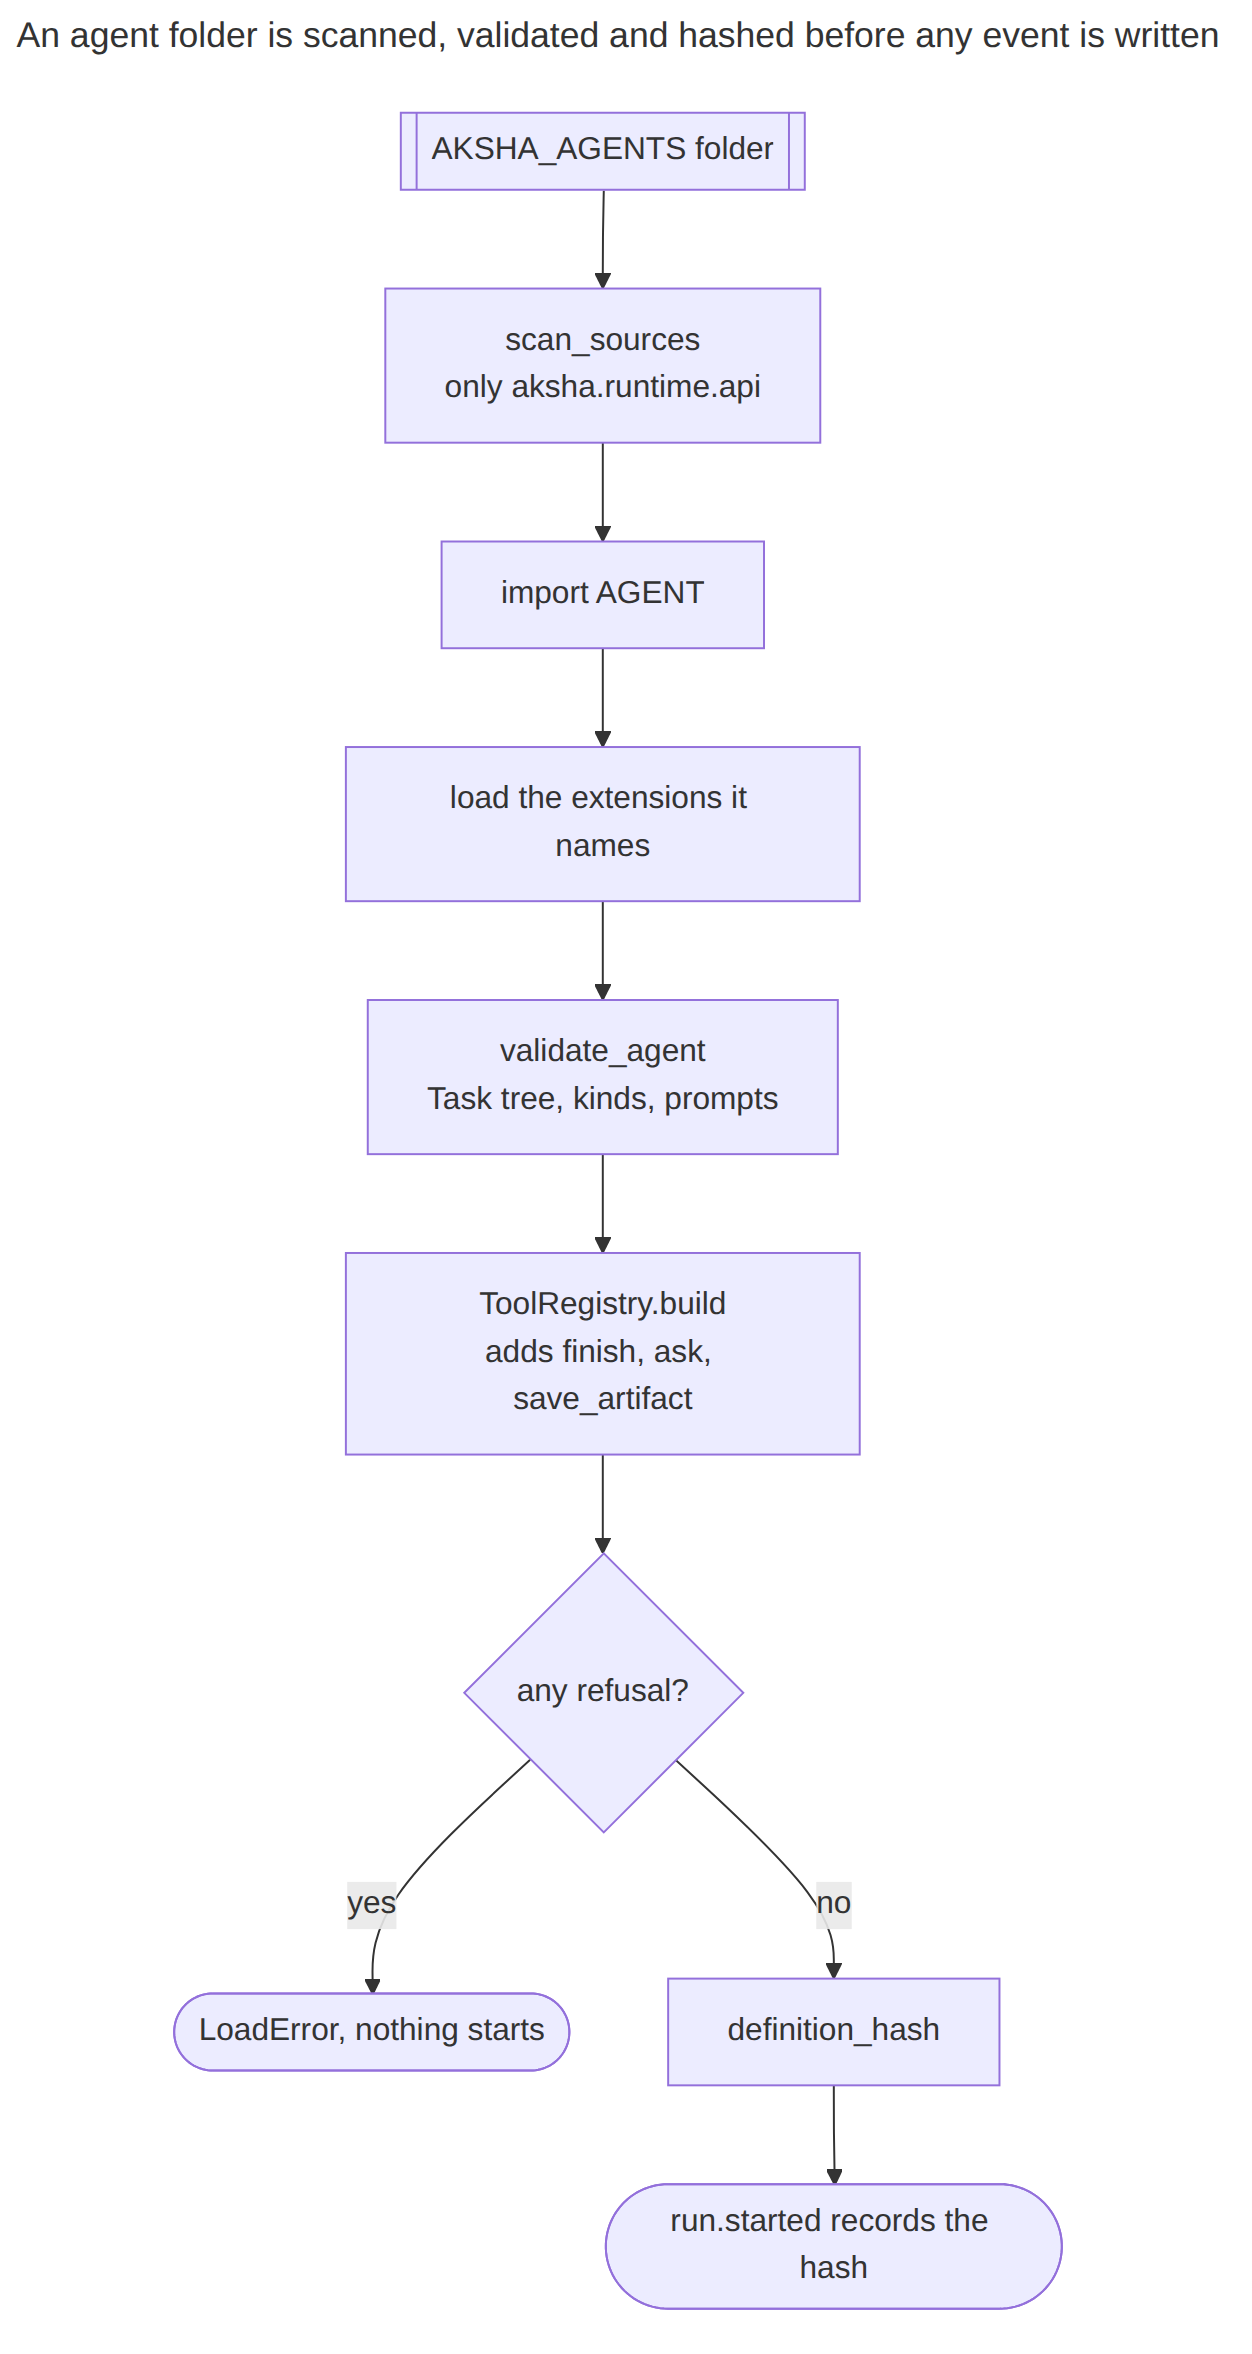 An agent folder is scanned, validated and hashed before any event is written
AKSHA_AGENTS folder
scan_sources
only aksha.runtime.api
import AGENT
load the extensions it
names
validate_agent
Task tree, kinds, prompts
ToolRegistry.build
adds finish, ask,
save_artifact
any refusal?
yes
no
LoadError, nothing starts
definition_hash
run.started records the
hash